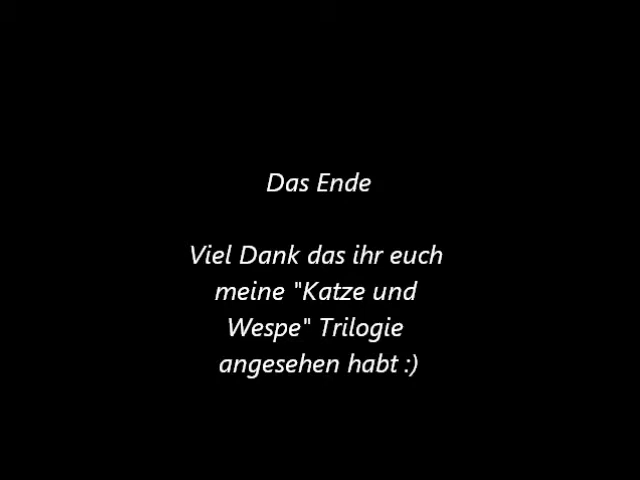 Das Ende
Viel Dank das ihr euch
meine "Katze und
Wespe" Trilogie
angesehen habt :)